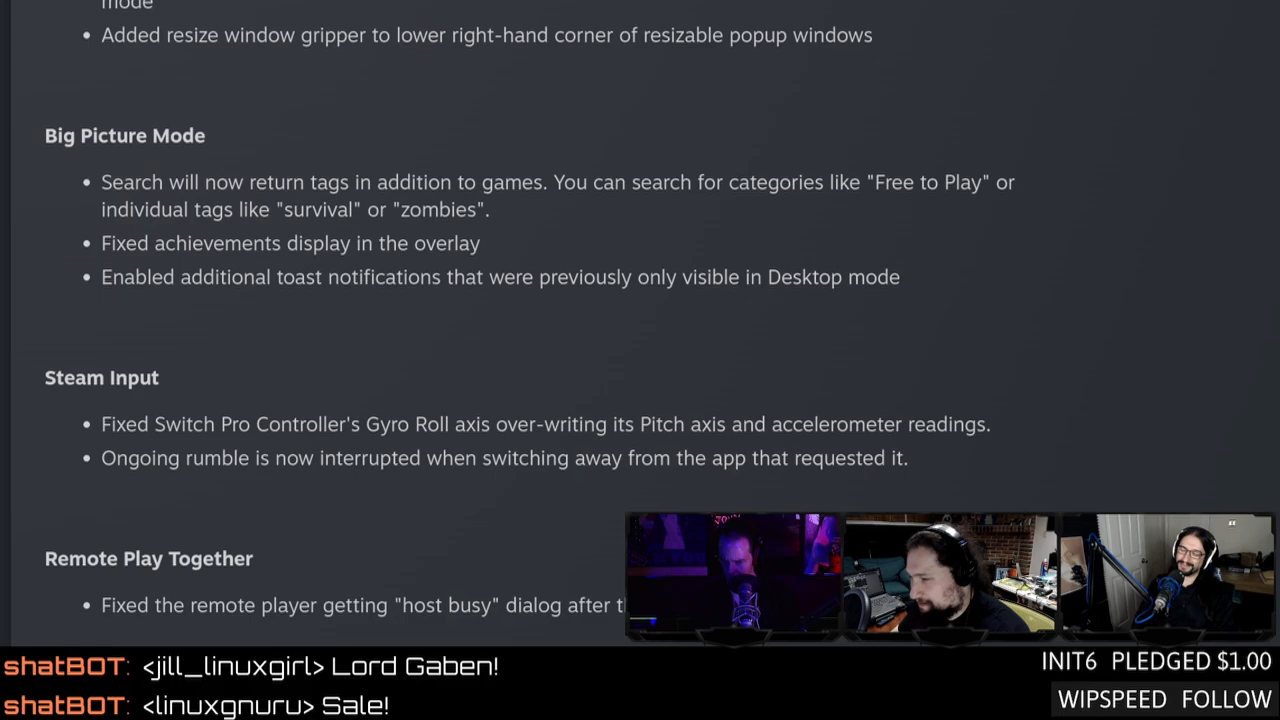 mode
• Added resize window gripper to lower right-hand corner of resizable popup windows
Big Picture Mode
• Search will now return tags in addition to games. You can search for categories like "Free to Play" or
individual tags like "survival" or "zombies".
• Fixed achievements display in the overlay
• Enabled additional toast notifications that were previously only visible in Desktop mode
Steam Input
• Fixed Switch Pro Controller's Gyro Roll axis over-writing its Pitch axis and accelerometer readings.
• Ongoing rumble is now interrupted when switching away from the app that requested it.
Remote Play Together
• Fixed the remote player getting "host busy" dialog after
shatBOT: <jill_linuxgirl> Lord Gaben!
shatBOT: <linuxgnuru> Sale!
INIT6 PLEDGED $1.00
WIPSPEED FOLLOW